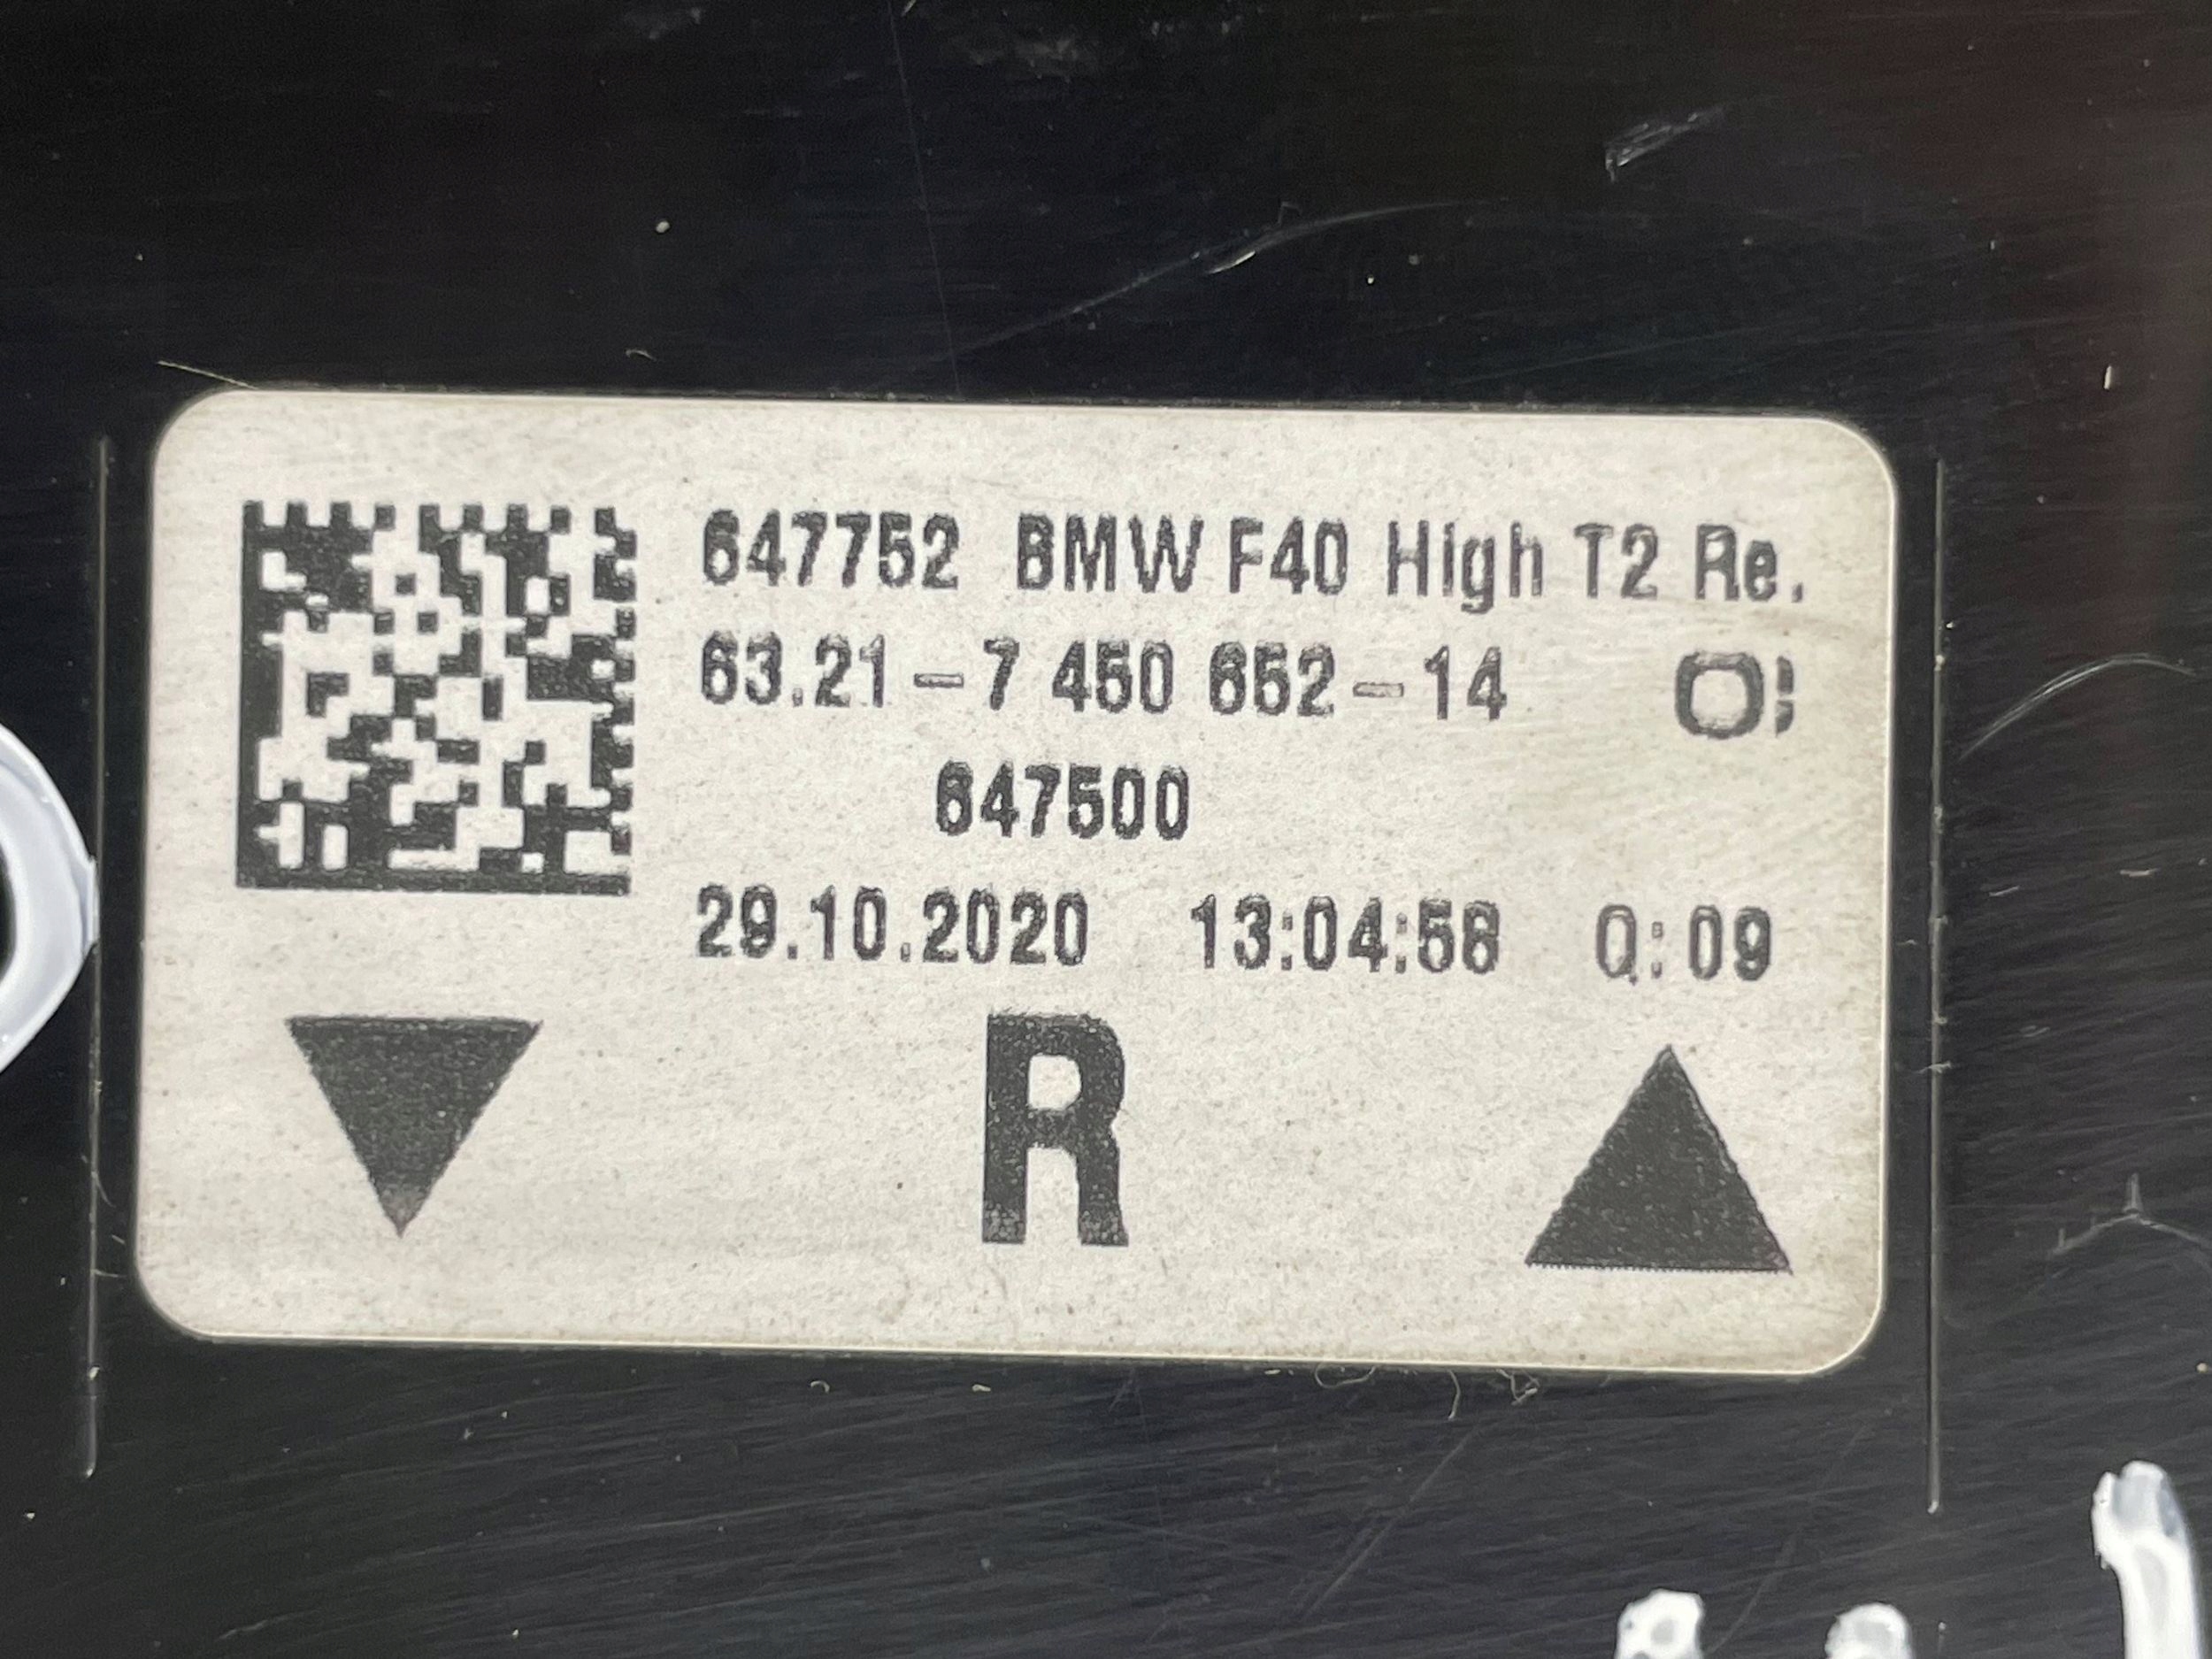 647752 BMW F40 High T2 Re.
63.21-7 450 652-14
647500
29.10.2020 13:04:58 Q:09
R